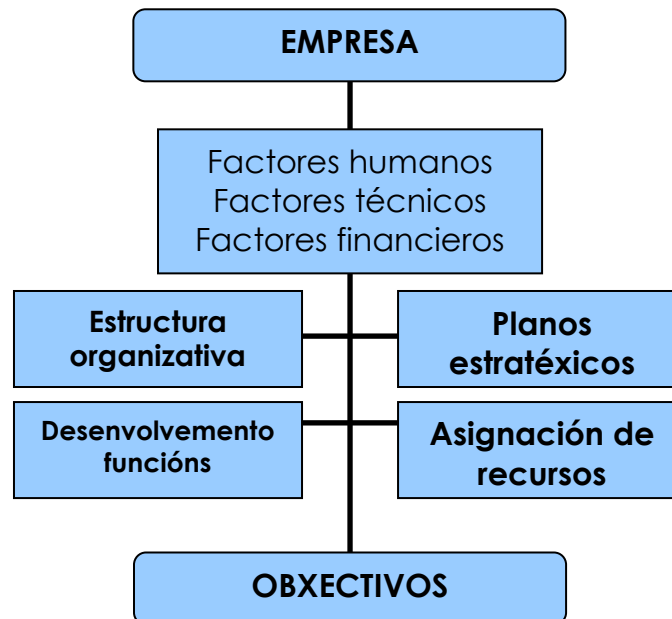 EMPRESA
Factores humanos
Factores técnicos
Factores financieros
Estructura
organizativa
Planos
estratéxicos
Desenvolvemento
funcións
Asignación de
recursos
OBXECTIVOS